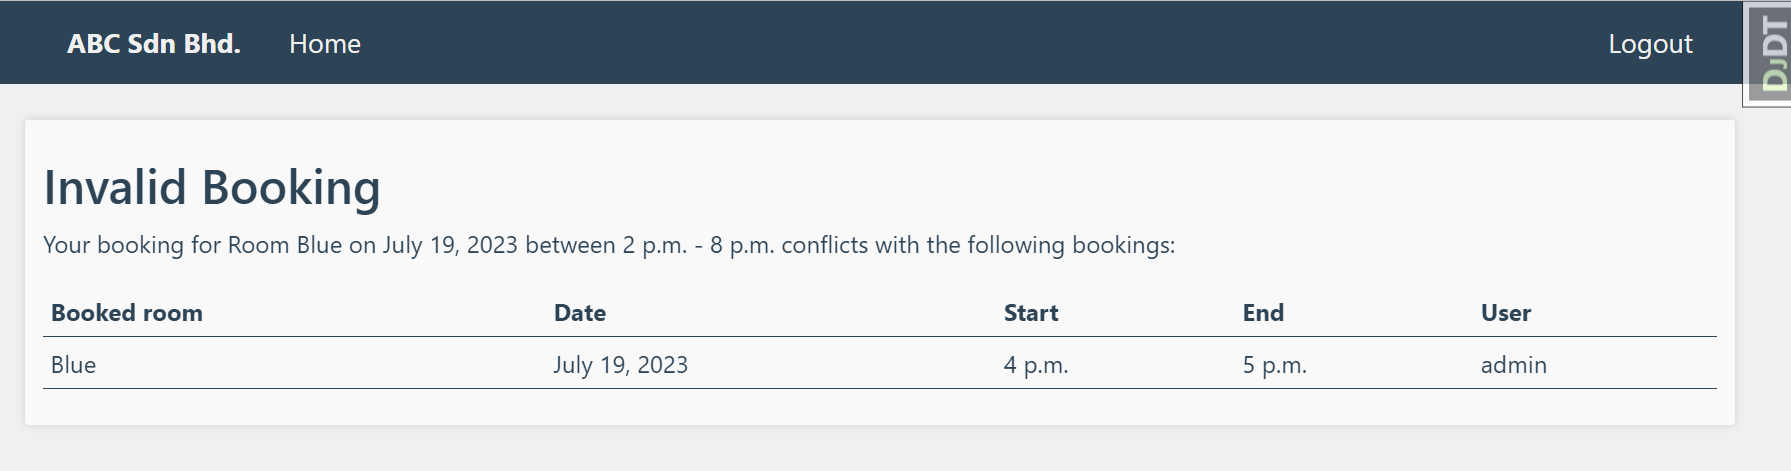 ABC Sdn Bhd. Home Logout
DJDT
Invalid Booking
Your booking for Room Blue on July 19, 2023 between 2 p.m. - 8 p.m. conflicts with the following bookings:
Booked room Date Start End User
Blue July 19, 2023 4 p.m. 5 p.m. admin